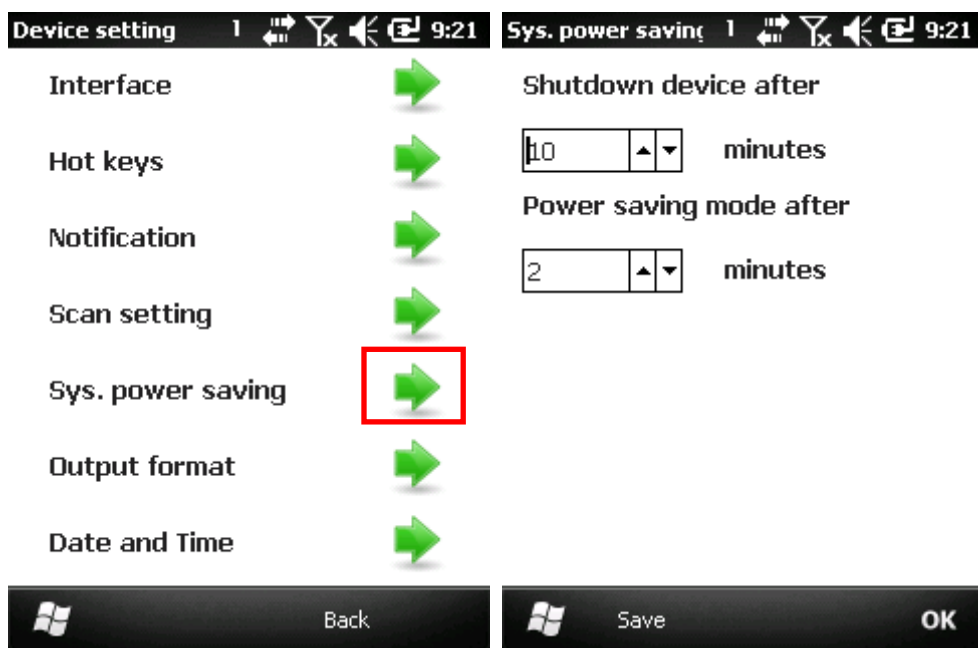 Device setting 1 9:21
Interface
Hot keys
Notification
Scan setting
Sys. power saving
Output format
Date and Time
Back
Sys. power saving 1 9:21
Shutdown device after
10 minutes
Power saving mode after
2 minutes
Save OK